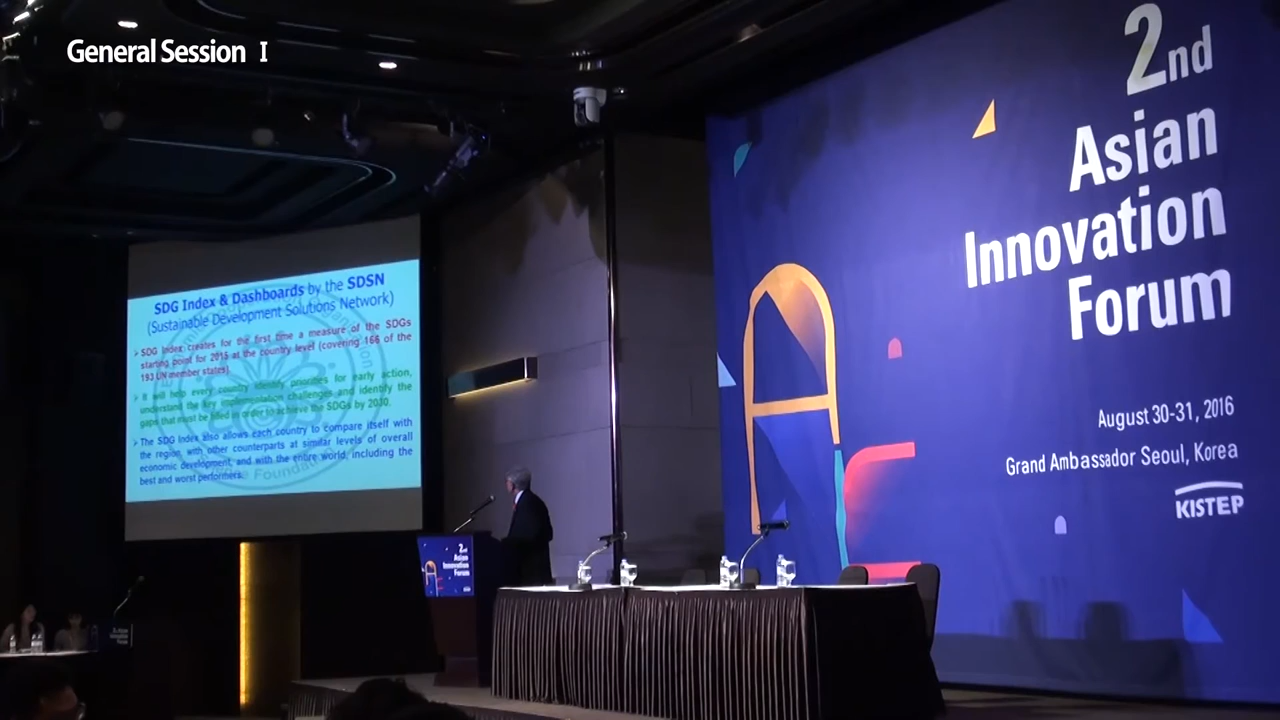 General Session I
SDG Index & Dashboards by the SDSN
(Sustainable Development Solutions Network)
SDG Index creates for the first time a measure of the SDGs
starting point for 2015 at the country level (covering 166 of the
193 UN member states).
It will help every country identify priorities for early action,
understand the key implementation challenges and identify the
gaps that must be filled in order to achieve the SDGs by 2030.
The SDG Index also allows each country to compare itself with
the region, with other counterparts at similar levels of overall
economic development, and with the entire world, including the
best and worst performers.
2nd
Asian
Innovation
Forum
August 30-31, 2016
Grand Ambassador Seoul, Korea
KISTEP
2nd
Asian
Innovation
Forum